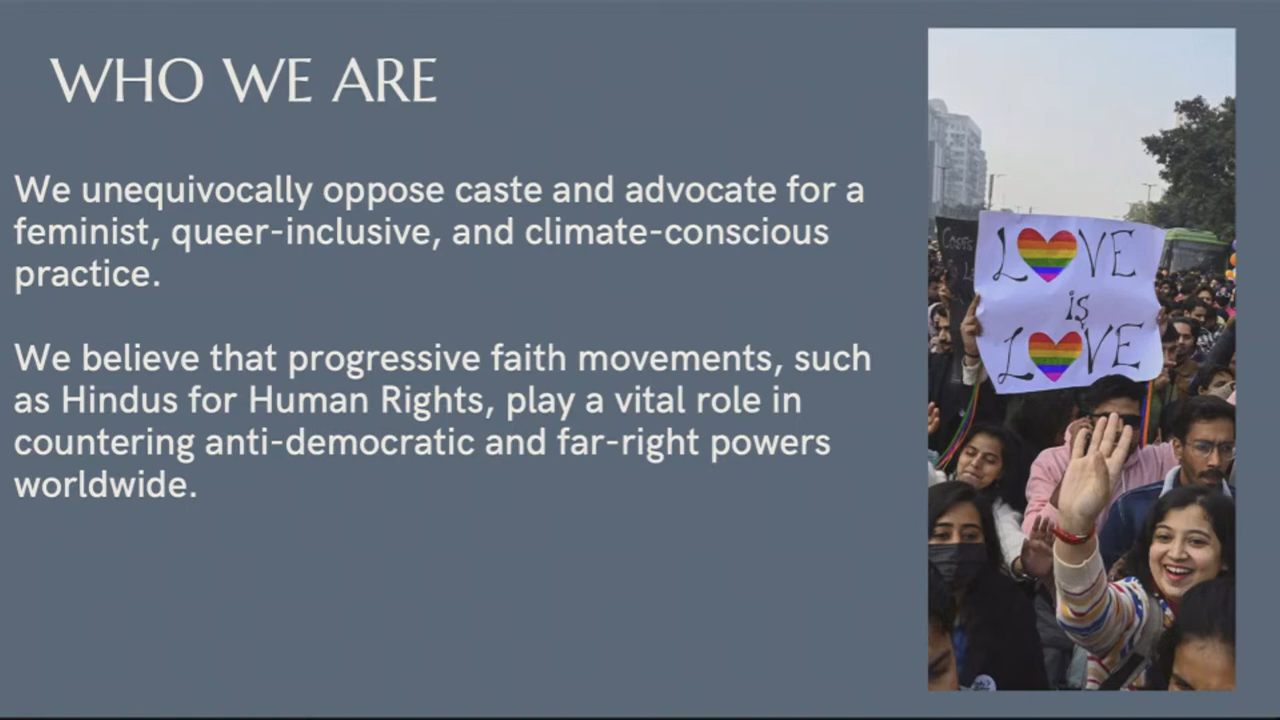 WHO WE ARE
We unequivocally oppose caste and advocate for a
feminist, queer-inclusive, and climate-conscious
practice.
We believe that progressive faith movements, such
as Hindus for Human Rights, play a vital role in
countering anti-democratic and far-right powers
worldwide.
LOVE
is
LOVE